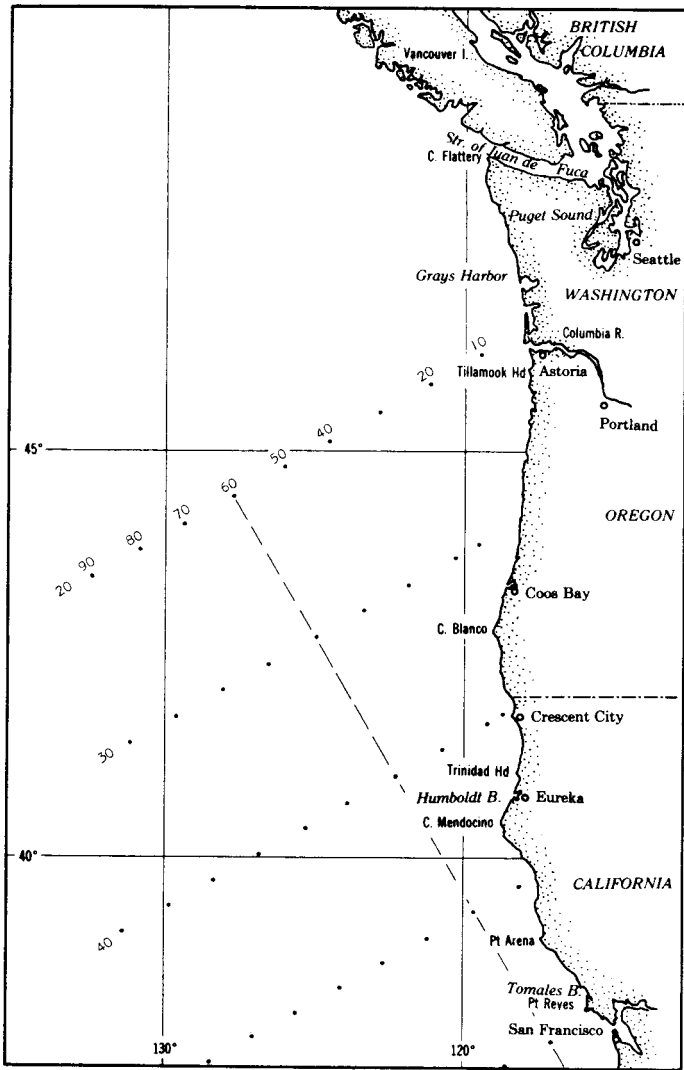 BRITISH
COLUMBIA
Vancouver I.
Str. of Juan de Fuca
C. Flattery
Puget Sound
Seattle
Grays Harbor
WASHINGTON
Columbia R.
10
20
Tillamook Hd
Astoria
40
Portland
45°
50
60
70
80
90
20
OREGON
Coos Bay
C. Blanco
Crescent City
30
Trinidad Hd
Humboldt B.
Eureka
C. Mendocino
40°
CALIFORNIA
40
Pt Arena
Tomales B.
Pt Reyes
San Francisco
130°
120°